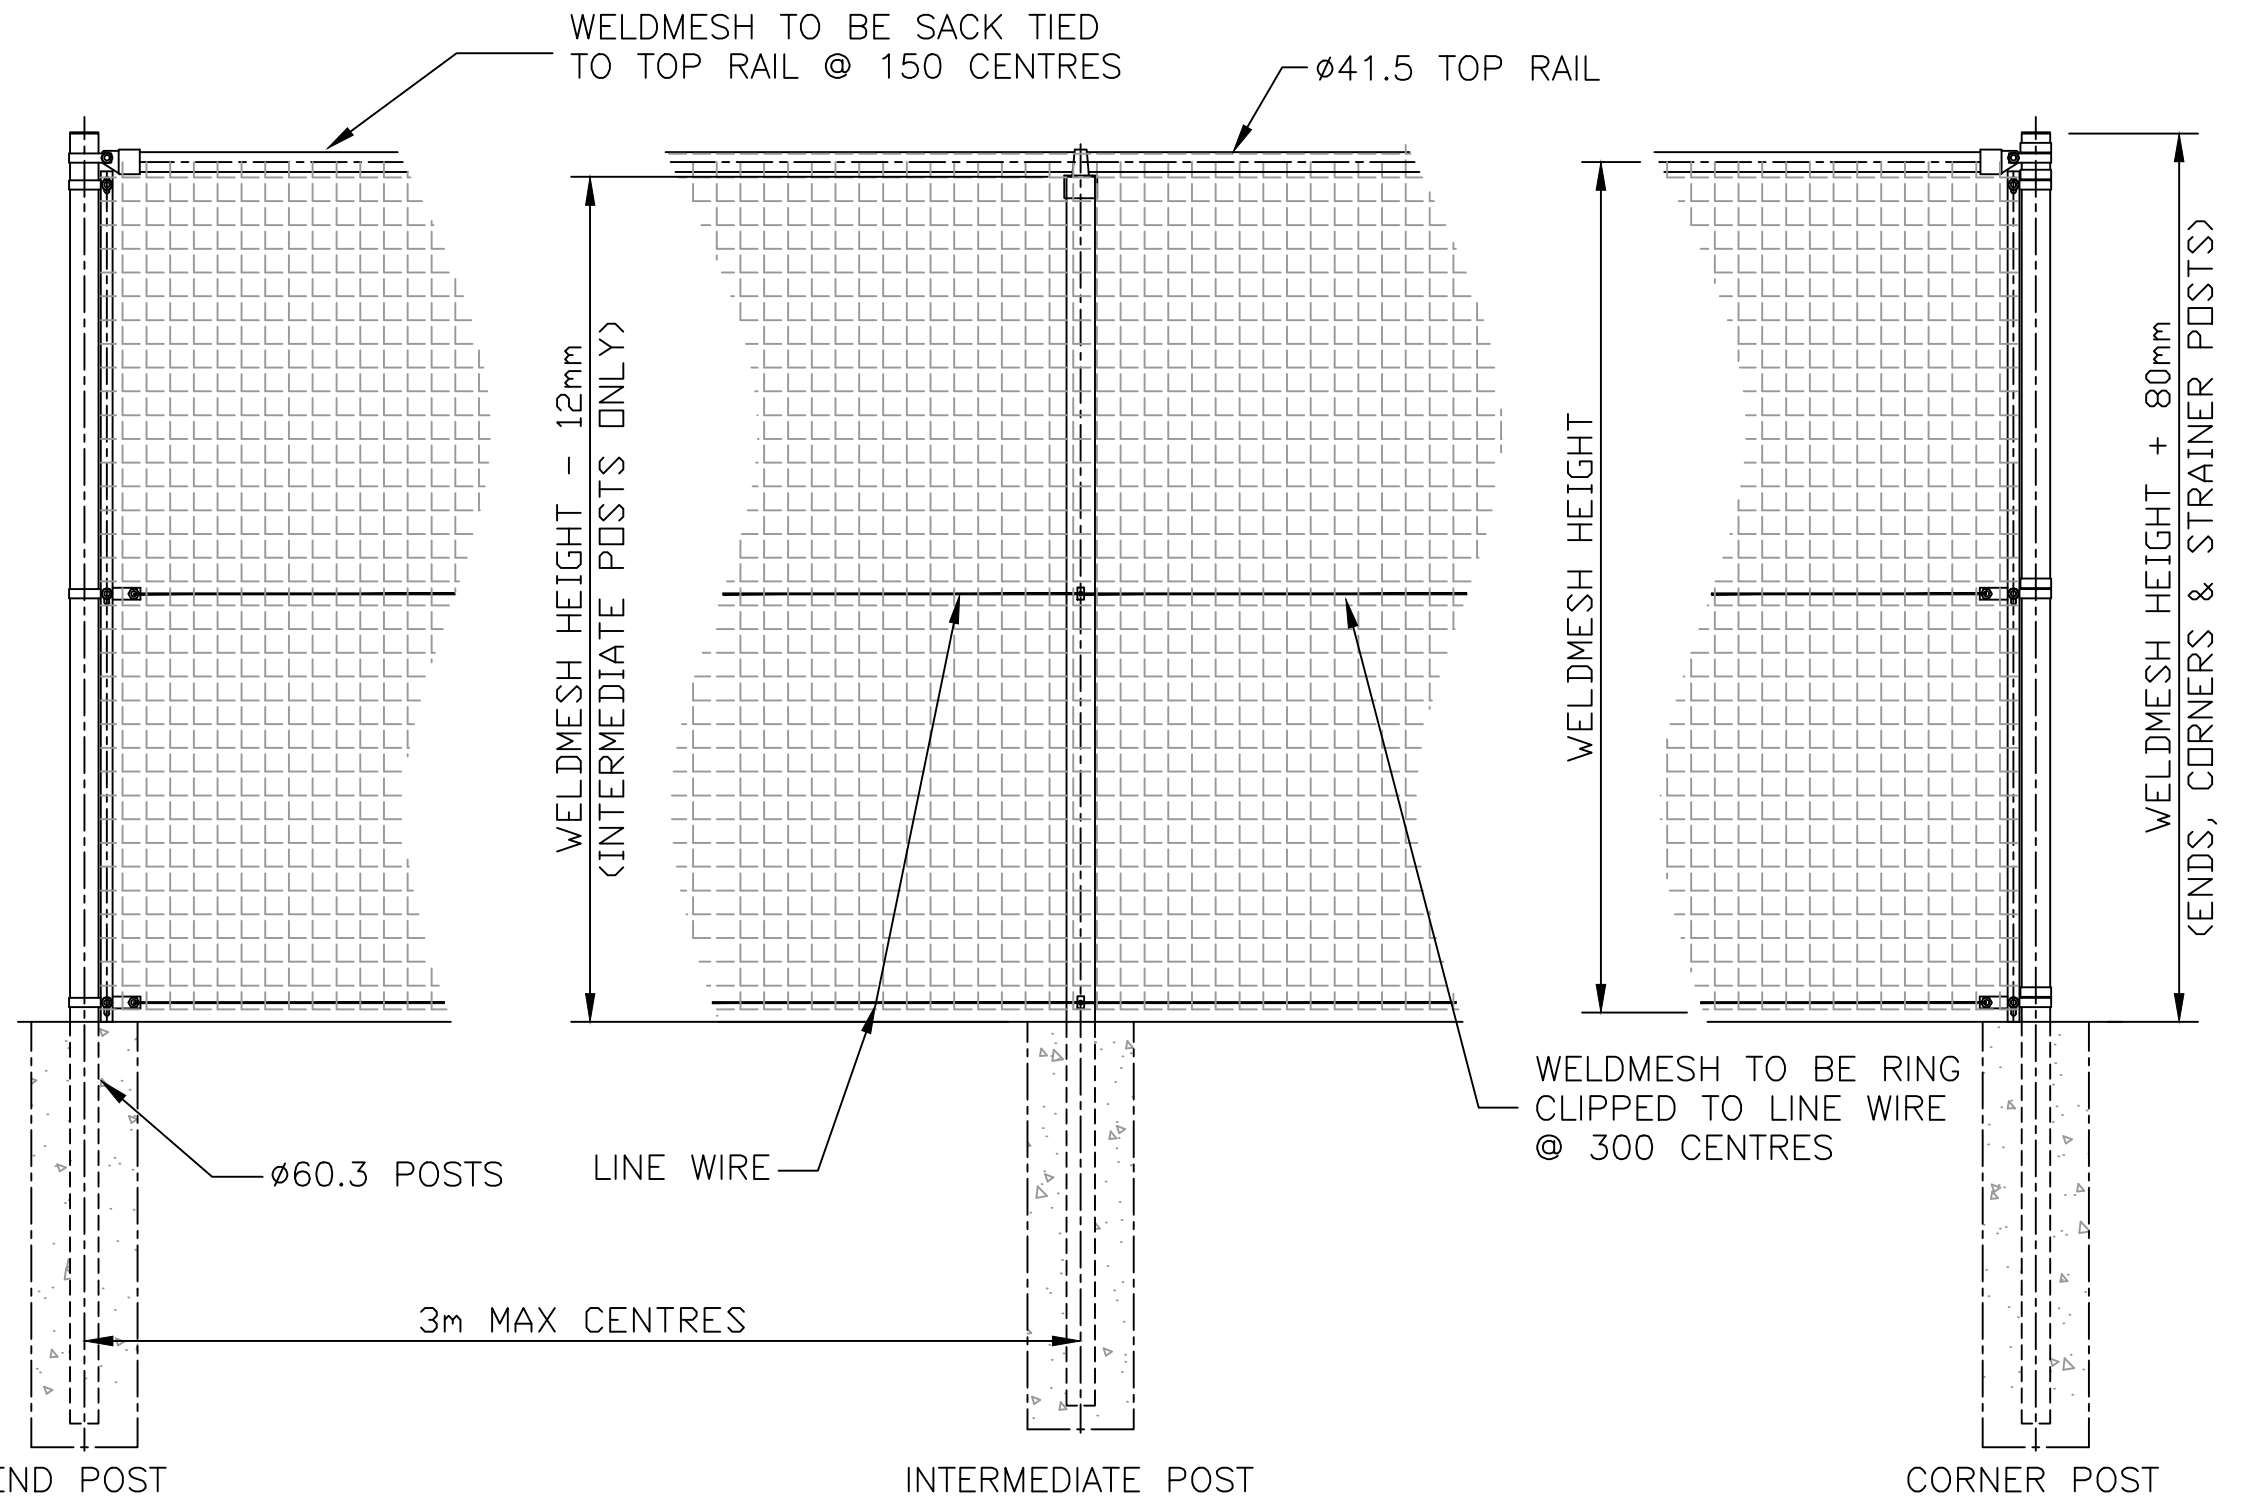 WELDMESH TO BE SACK TIED
TO TOP RAIL @ 150 CENTRES
ø41.5 TOP RAIL
WELDMESH HEIGHT - 12mm
(INTERMEDIATE POSTS ONLY)
WELDMESH HEIGHT
WELDMESH HEIGHT + 80mm
(ENDS, CORNERS & STRAINER POSTS)
WELDMESH TO BE RING
CLIPPED TO LINE WIRE
@ 300 CENTRES
ø60.3 POSTS
LINE WIRE
3m MAX CENTRES
END POST
INTERMEDIATE POST
CORNER POST